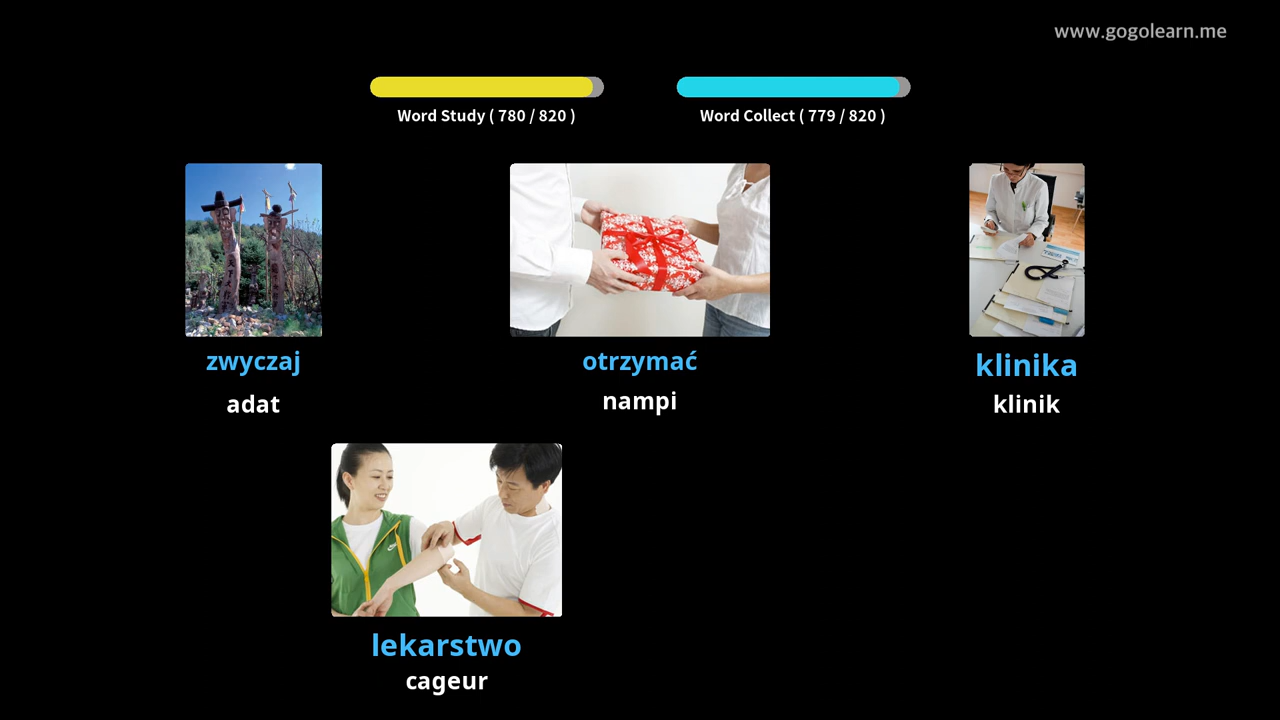 www.gogolearn.me
Word Study ( 780 / 820 )
Word Collect ( 779 / 820 )
zwyczaj
adat
otrzymać
nampi
klinika
klinik
lekarstwo
cageur